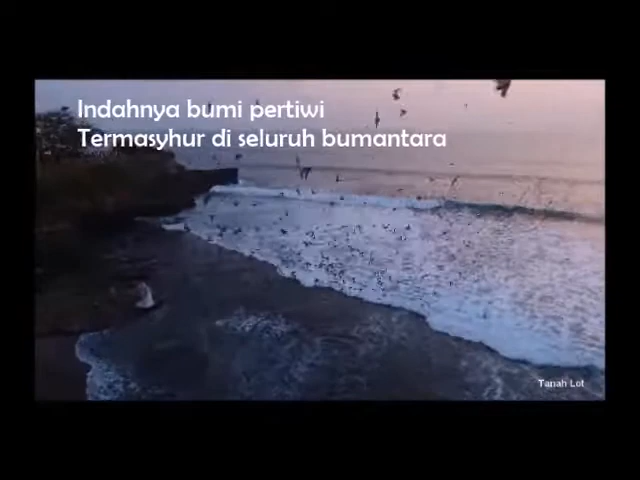 Indahnya bumi pertiwi
Termasyhur di seluruh bumantara
Tanah Lot